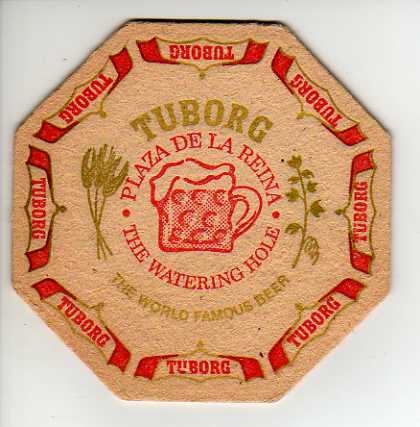 TUBORG
TUBORG
TUBORG
TUBORG
TUBORG
TUBORG
TUBORG
TUBORG
TUBORG
PLAZA DE LA REINA
• THE WATERING HOLE •
THE WORLD FAMOUS BEER